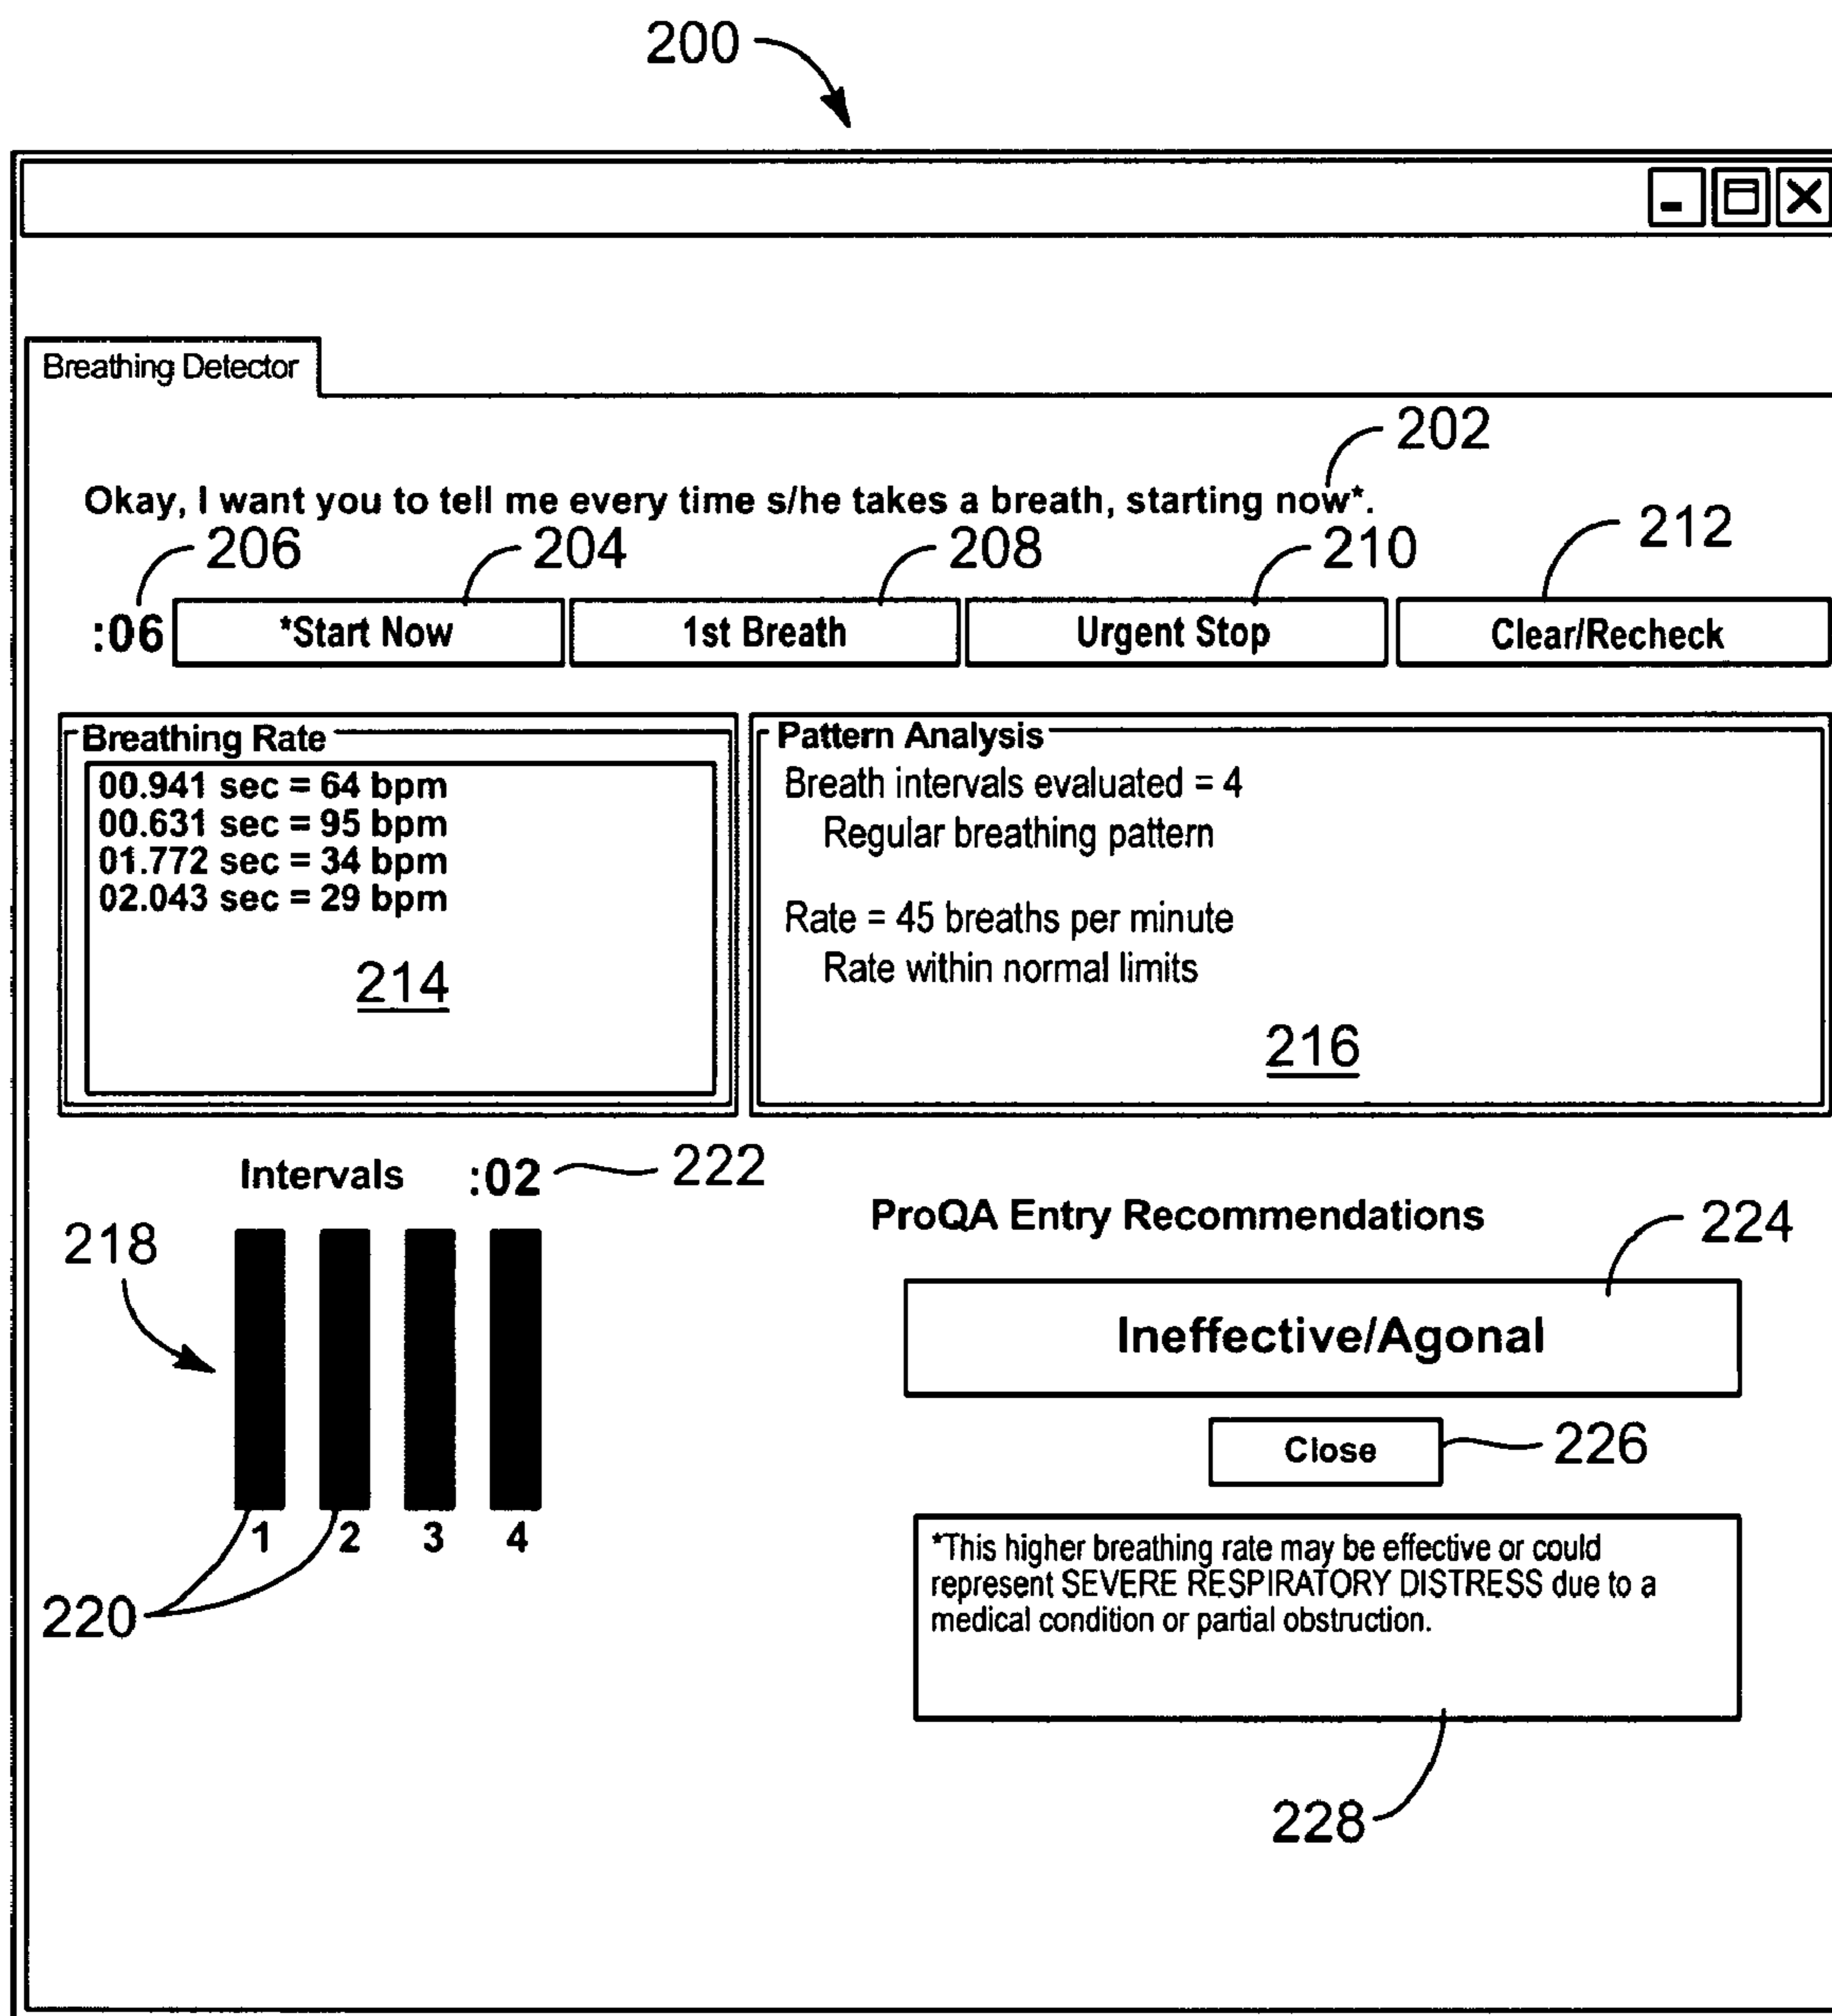 200
Breathing Detector
202
Okay, I want you to tell me every time s/he takes a breath, starting now*.
206 204 208 210 212
:06 *Start Now 1st Breath Urgent Stop Clear/Recheck
Breathing Rate
00.941 sec = 64 bpm
00.631 sec = 95 bpm
01.772 sec = 34 bpm
02.043 sec = 29 bpm
214
Pattern Analysis
Breath intervals evaluated = 4
Regular breathing pattern
Rate = 45 breaths per minute
Rate within normal limits
216
Intervals :02 222
218
1 2 3 4
220
ProQA Entry Recommendations
224
Ineffective/Agonal
Close 226
*This higher breathing rate may be effective or could
represent SEVERE RESPIRATORY DISTRESS due to a
medical condition or partial obstruction.
228